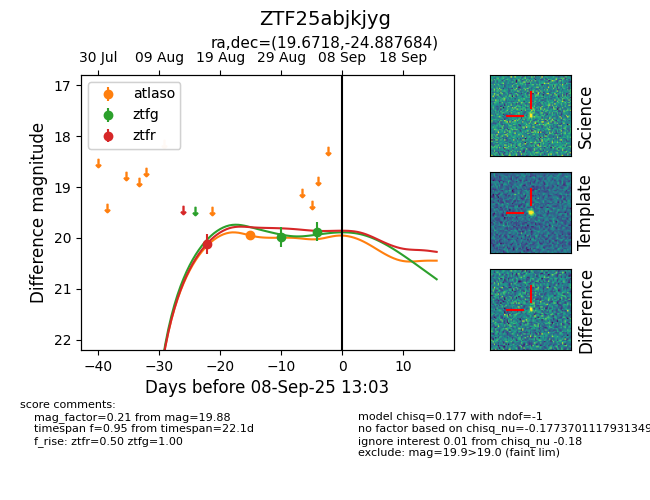 ZTF25abjkjyg
ra,dec=(19.6718,-24.887684)
30 Jul 09 Aug 19 Aug 29 Aug 08 Sep 18 Sep
17
18
19
20
21
22
Difference magnitude
atlaso
ztfg
ztfr
−40 −30 −20 −10 0 10
Days before 08-Sep-25 13:03
Science
Template
Difference
score comments:
mag_factor=0.21 from mag=19.88
timespan f=0.95 from timespan=22.1d
f_rise: ztfr=0.50 ztfg=1.00
model chisq=0.177 with ndof=-1
no factor based on chisq_nu=-0.1773701117931349
ignore interest 0.01 from chisq_nu -0.18
exclude: mag=19.9>19.0 (faint lim)